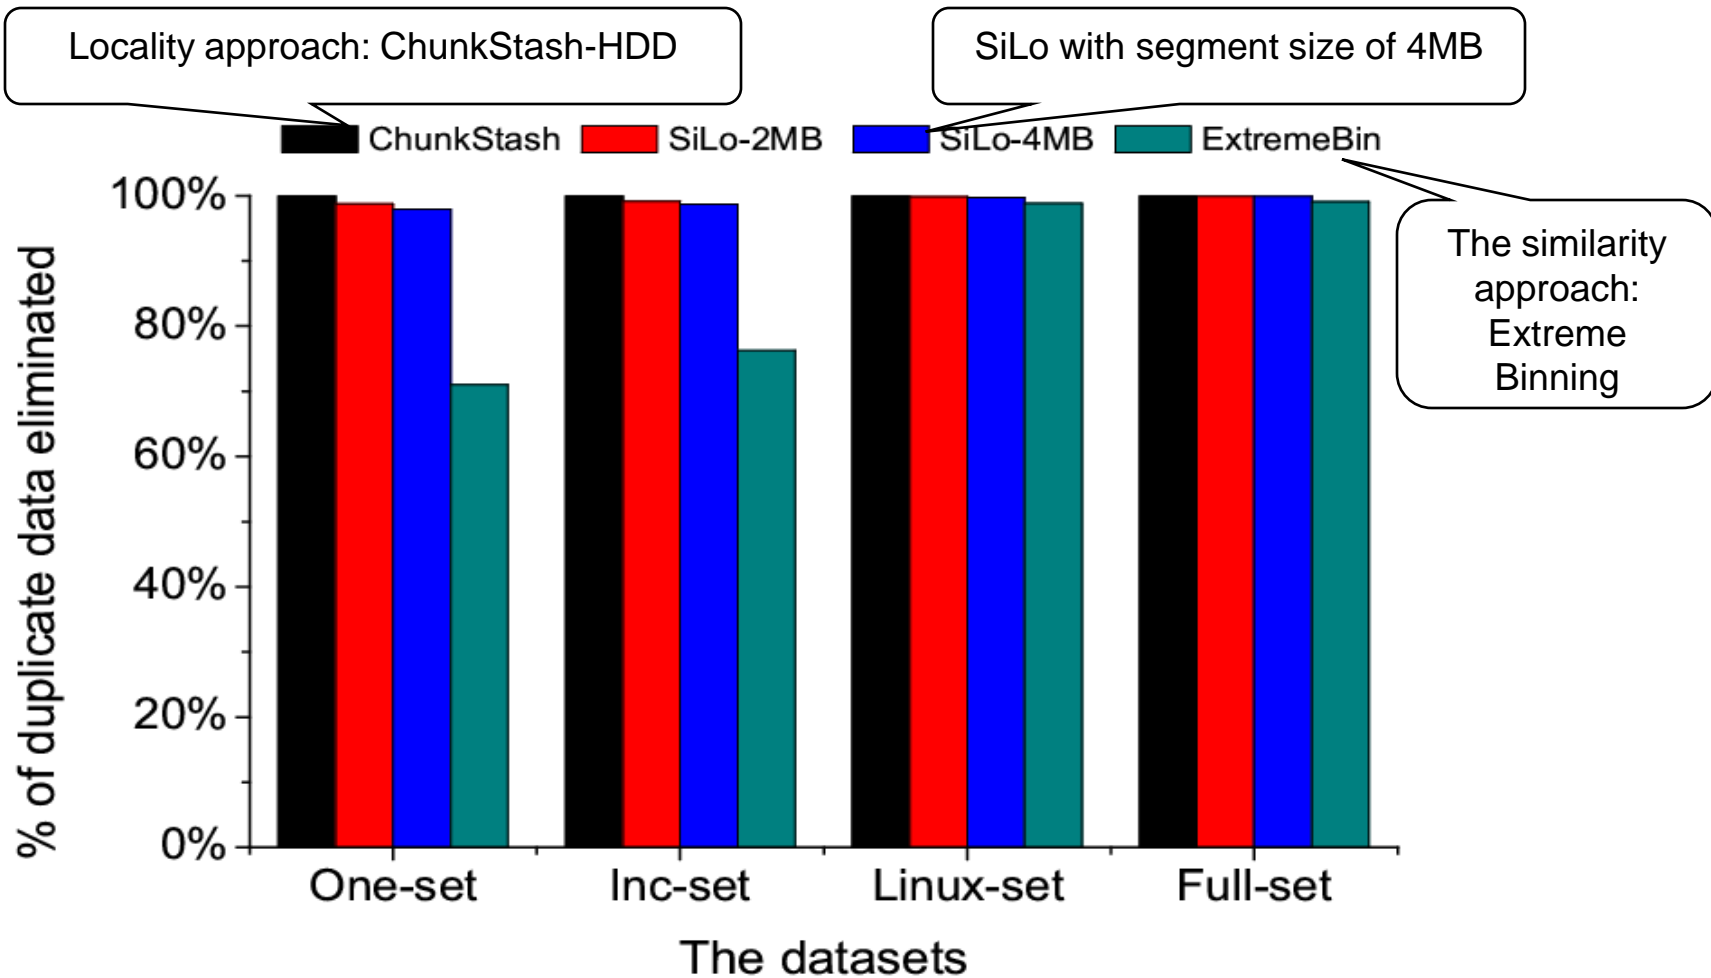 Locality approach: ChunkStash-HDD
SiLo with segment size of 4MB
ChunkStash SiLo-2MB SiLo-4MB ExtremeBin
The similarity
approach:
Extreme
Binning
% of duplicate data eliminated
100%
80%
60%
40%
20%
0%
One-set Inc-set Linux-set Full-set
The datasets